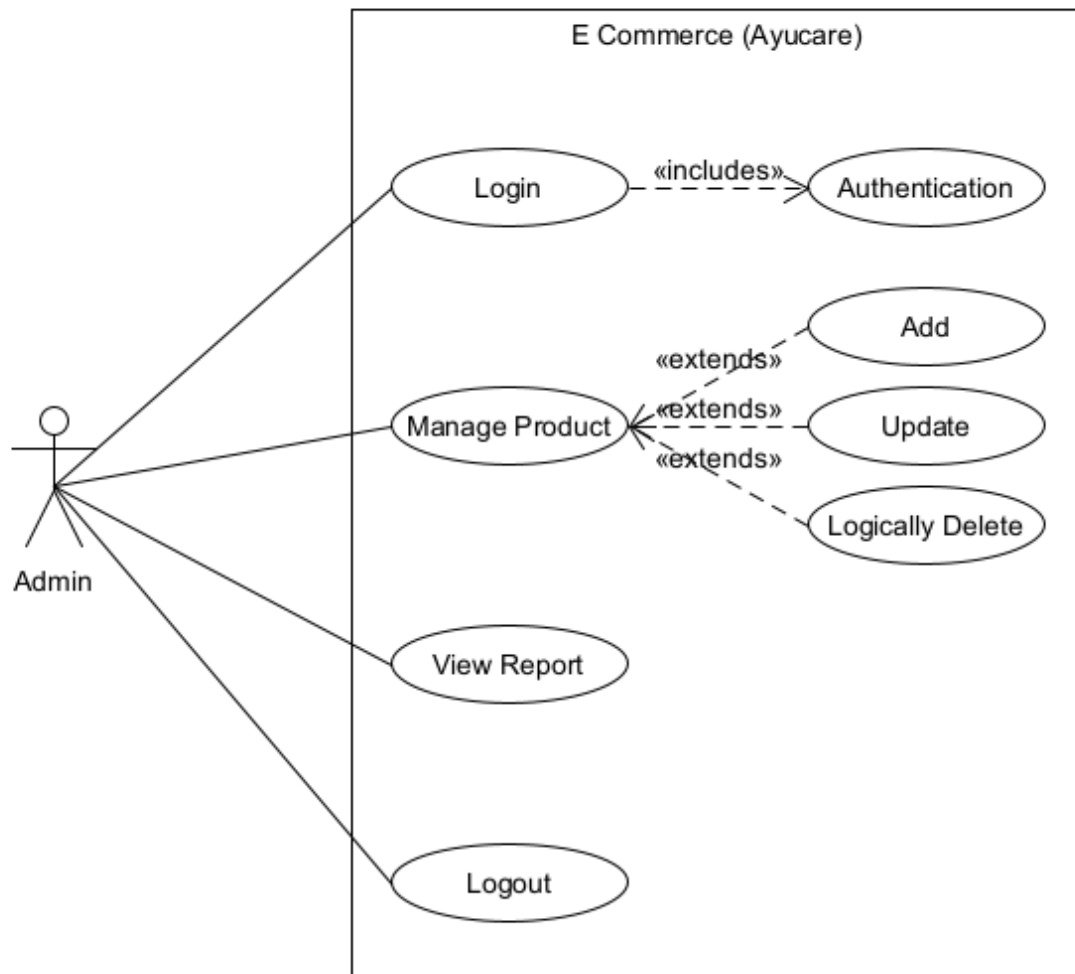 E Commerce (Ayucare)
Login
«includes»
Authentication
Add
«extends»
Manage Product
«extends»
Update
«extends»
Logically Delete
Admin
View Report
Logout